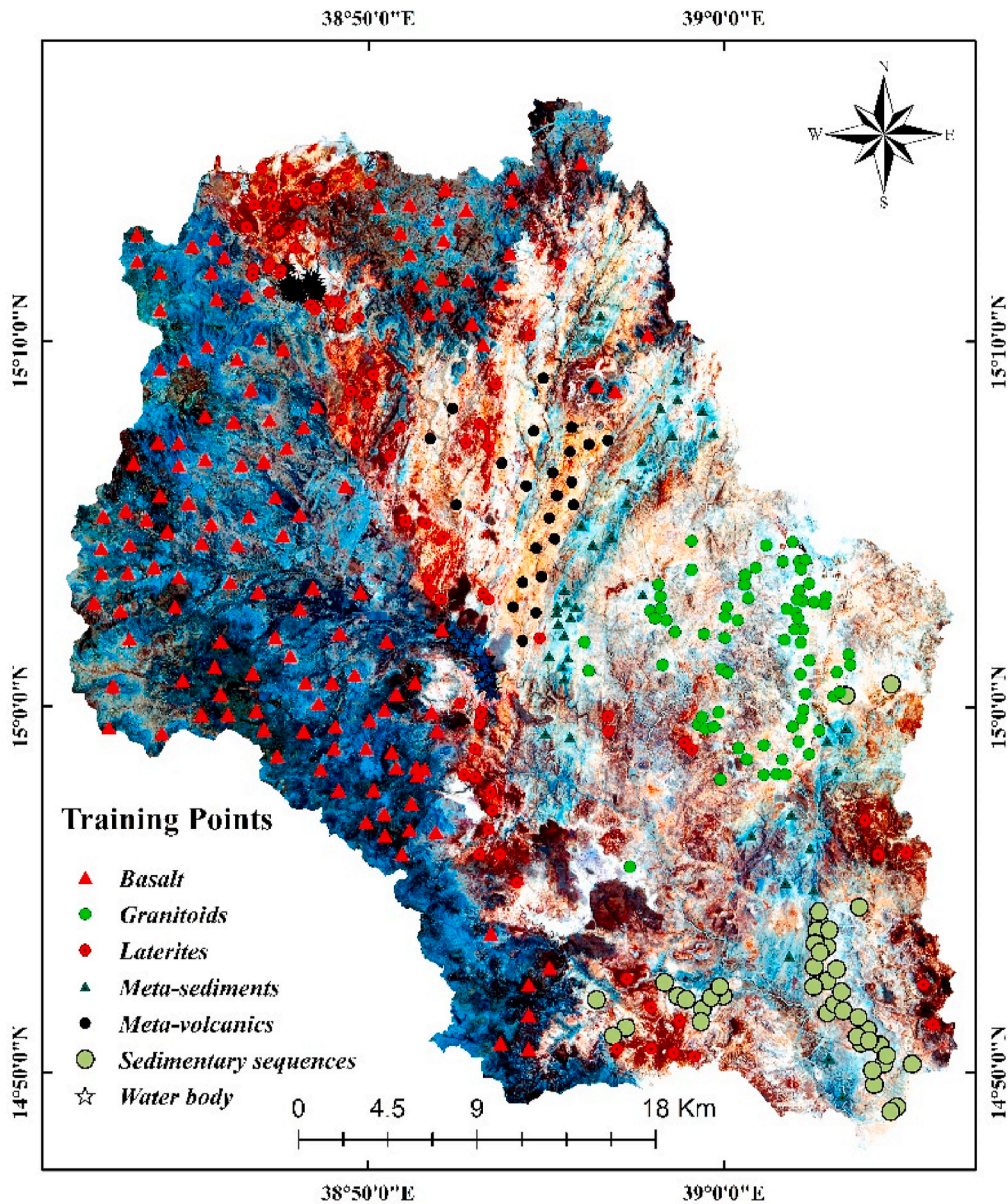 38°50'0"E 39°0'0"E
N
W E
S
15°10'0"N 15°10'0"N
15°0'0"N 15°0'0"N
Training Points
Basalt
Granitoids
Laterites
Meta-sediments
Meta-volcanics
Sedimentary sequences
Water body
14°50'0"N 14°50'0"N
0 4.5 9 18 Km
38°50'0"E 39°0'0"E